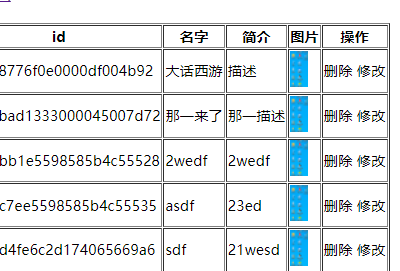 id 名字 简介 图片 操作
8776f0e0000df004b92 大话西游 描述 删除 修改
bad1333000045007d72 那一来了 那一描述 删除 修改
bb1e5598585b4c55528 2wedf 2wedf 删除 修改
c7ee5598585b4c55535 asdf 23ed 删除 修改
d4fe6c2d174065669a6 sdf 21wesd 删除 修改